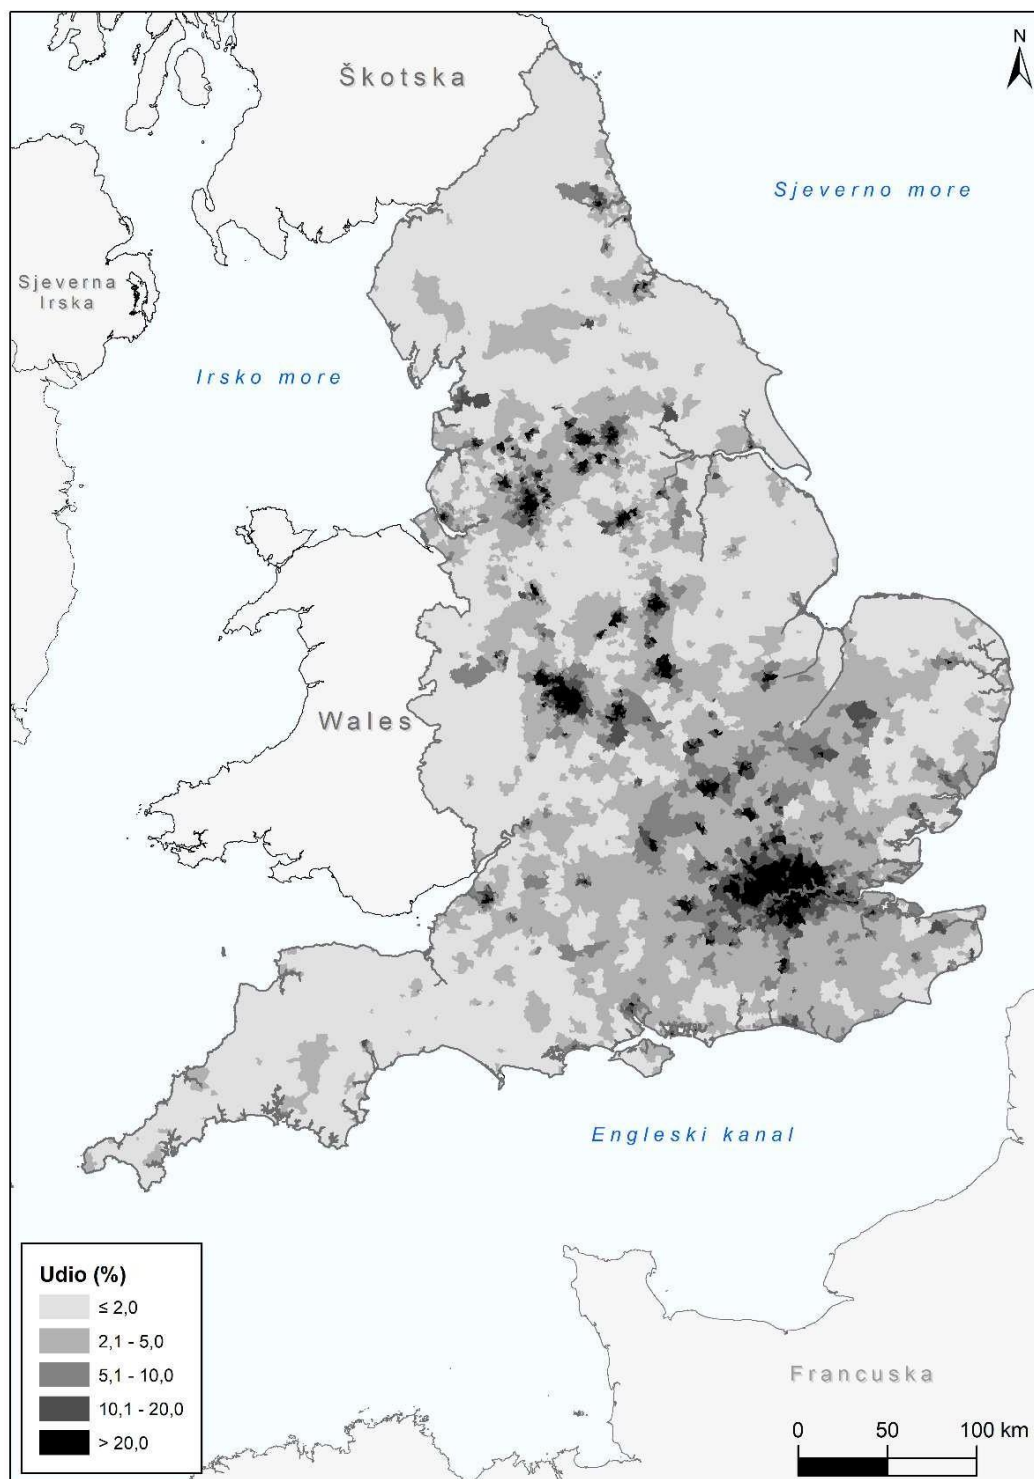 N
Škotska
Sjeverno more
Sjeverna
Irska
Irsko more
Wales
Engleski kanal
Udio (%)
≤ 2,0
2,1 - 5,0
5,1 - 10,0
10,1 - 20,0
> 20,0
Francuska
0 50 100 km